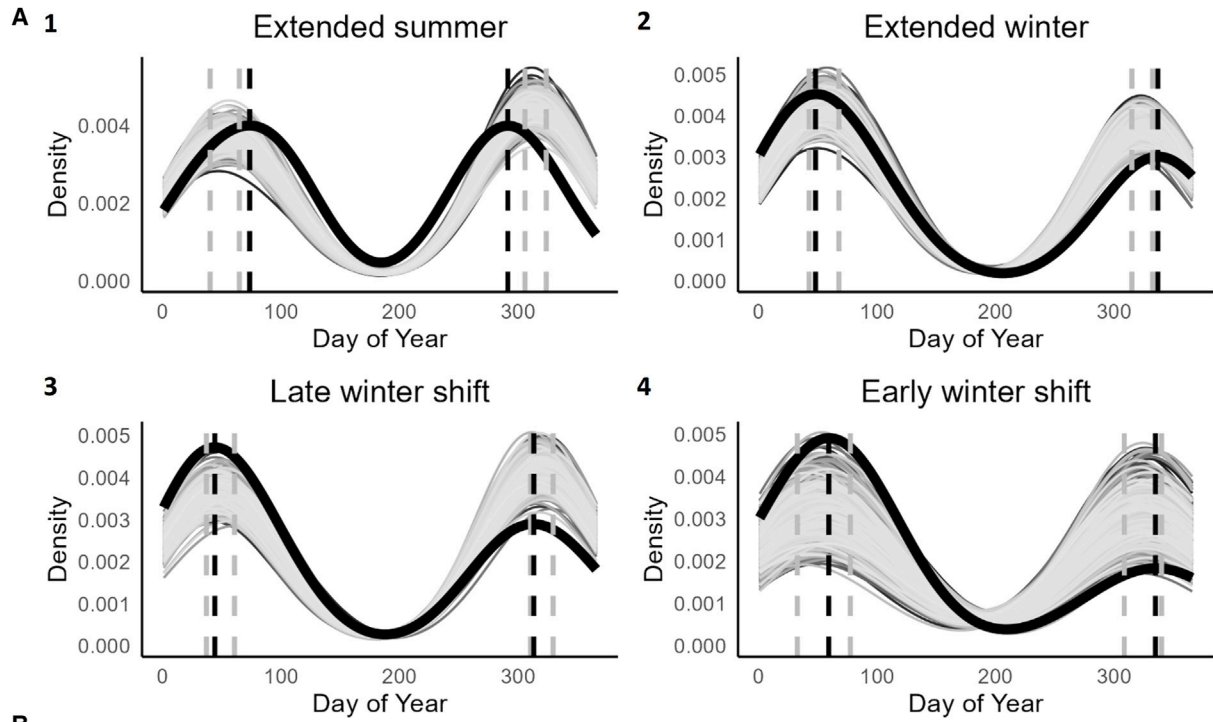 A
1
Extended summer
Density
0.004
0.002
0.000
0
100
200
300
Day of Year
2
Extended winter
Density
0.005
0.004
0.003
0.002
0.001
0.000
0
100
200
300
Day of Year
3
Late winter shift
Density
0.005
0.004
0.003
0.002
0.001
0.000
0
100
200
300
Day of Year
4
Early winter shift
Density
0.005
0.004
0.003
0.002
0.001
0.000
0
100
200
300
Day of Year
B